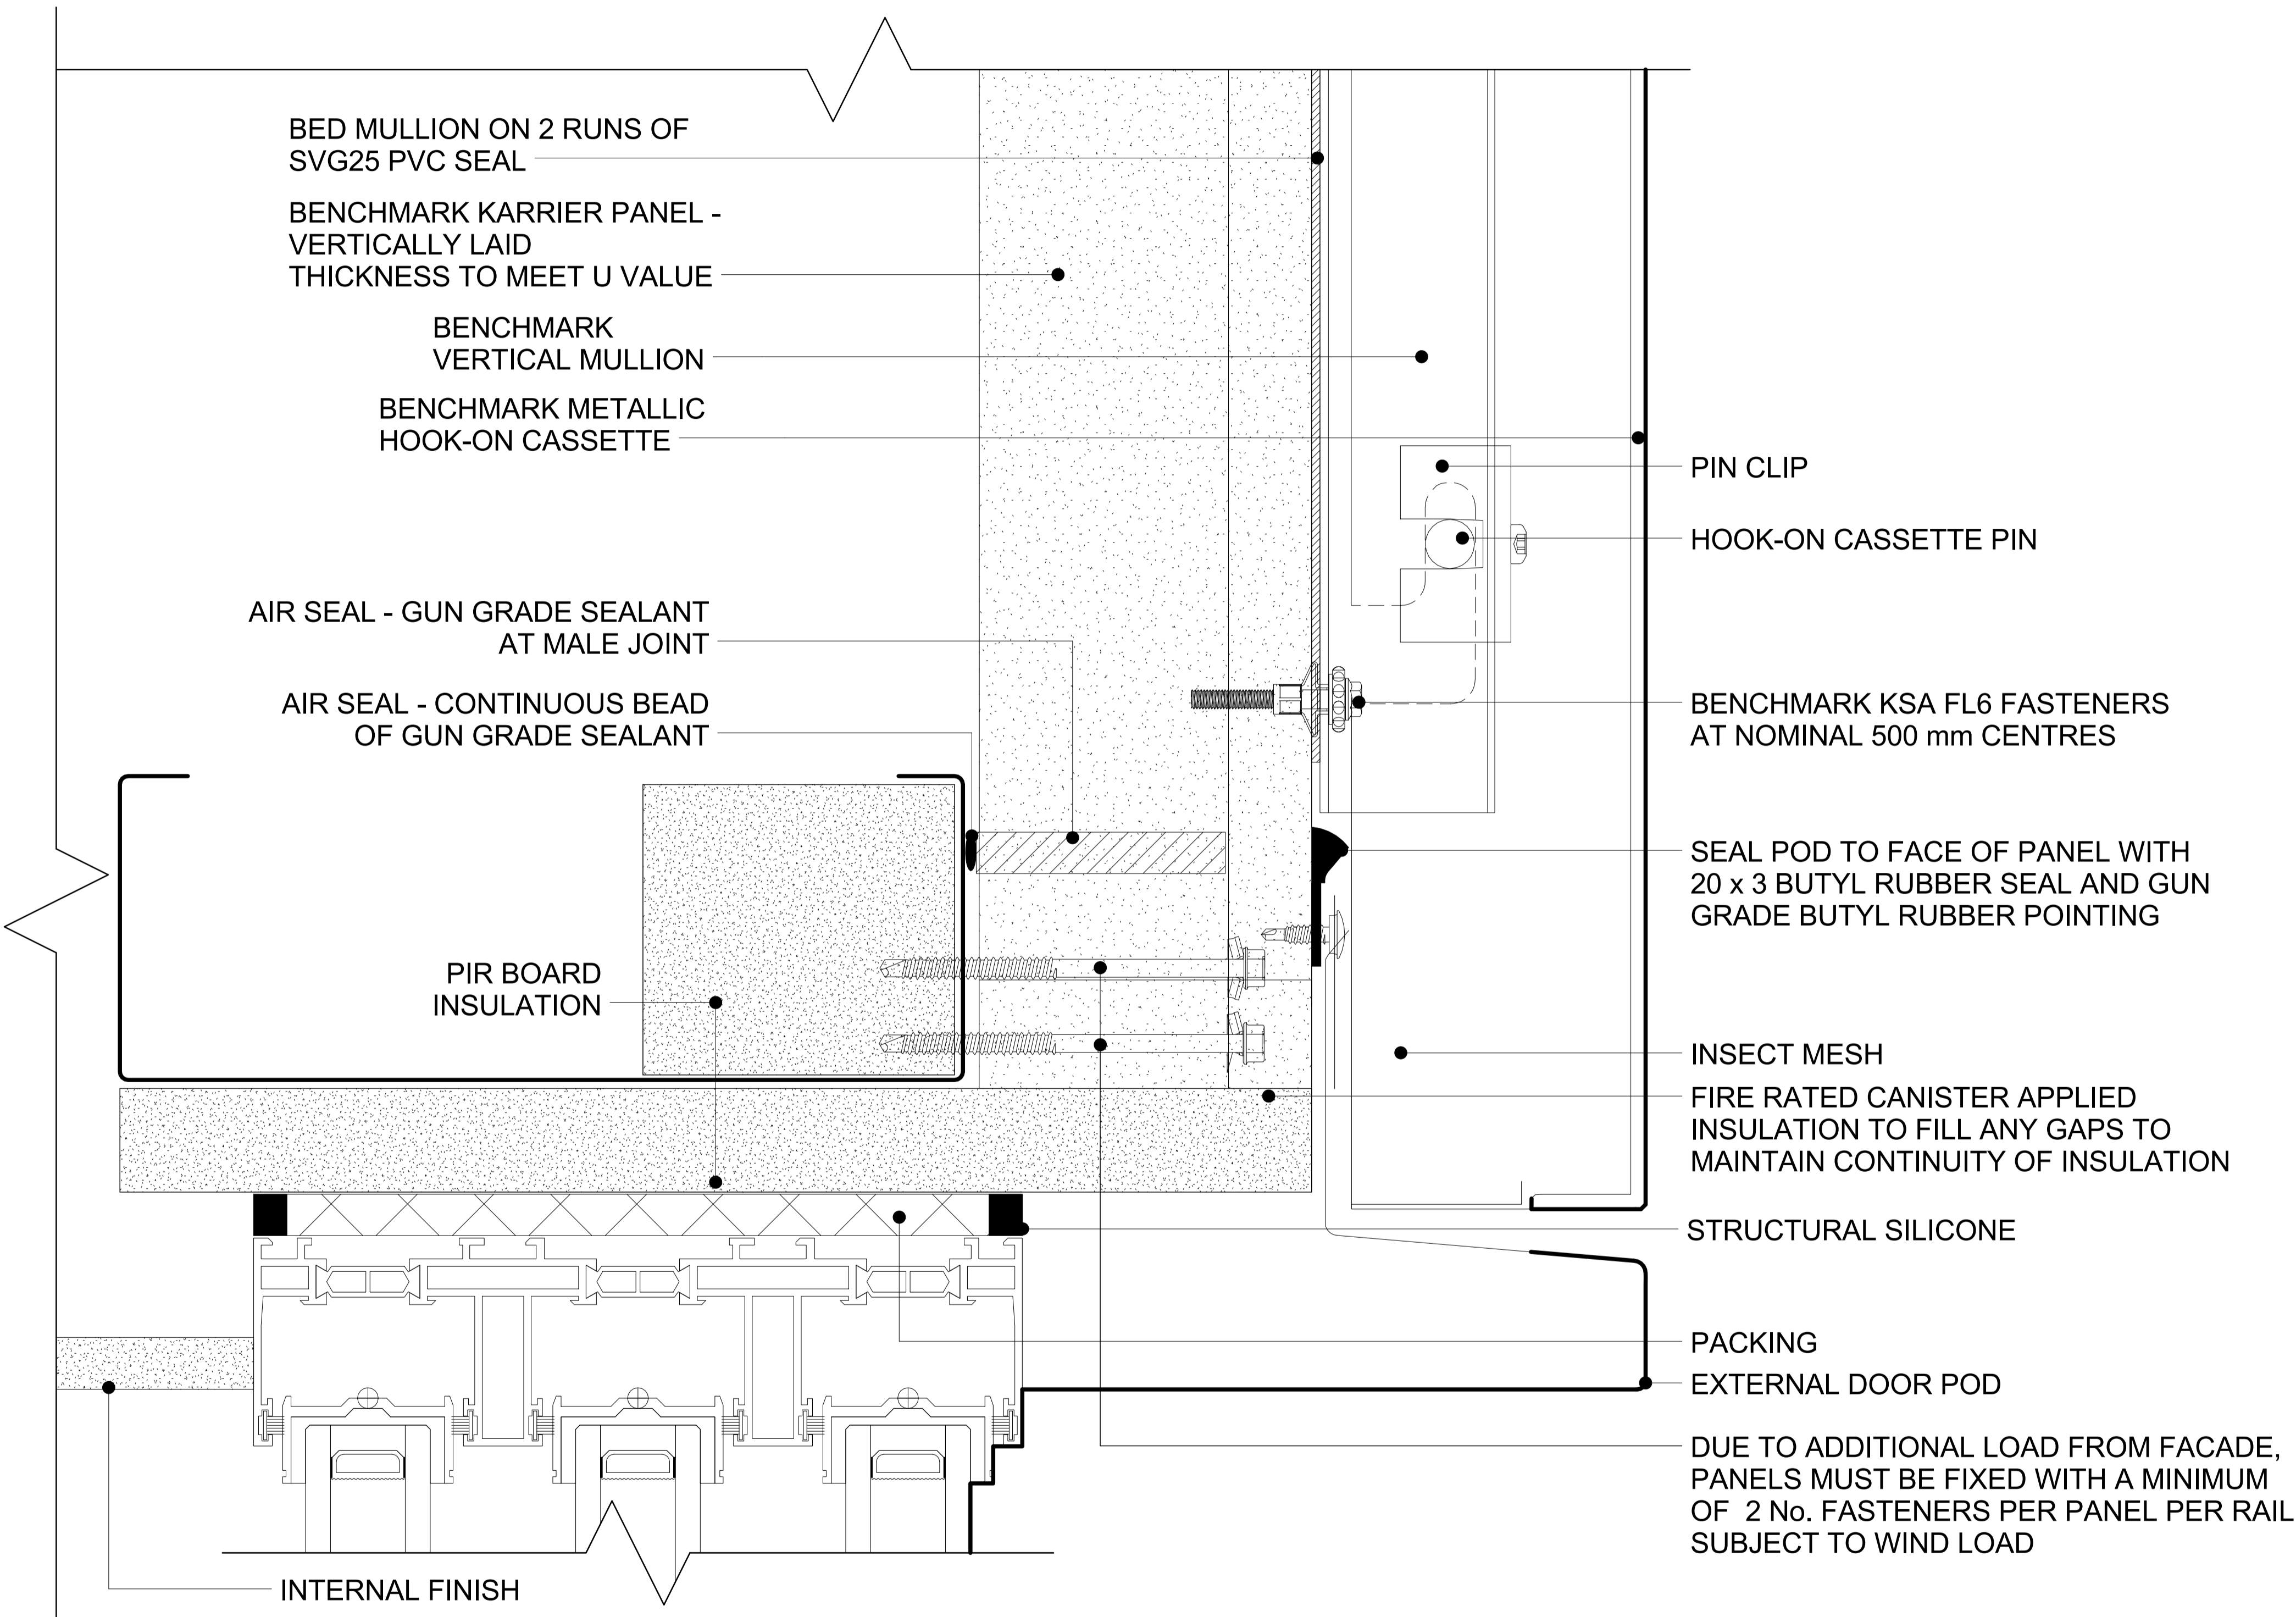 BED MULLION ON 2 RUNS OF
SVG25 PVC SEAL
BENCHMARK KARRIER PANEL -
VERTICALLY LAID
THICKNESS TO MEET U VALUE
BENCHMARK
VERTICAL MULLION
BENCHMARK METALLIC
HOOK-ON CASSETTE
AIR SEAL - GUN GRADE SEALANT
AT MALE JOINT
AIR SEAL - CONTINUOUS BEAD
OF GUN GRADE SEALANT
PIR BOARD
INSULATION
INTERNAL FINISH
PIN CLIP
HOOK-ON CASSETTE PIN
BENCHMARK KSA FL6 FASTENERS
AT NOMINAL 500 mm CENTRES
SEAL POD TO FACE OF PANEL WITH
20 x 3 BUTYL RUBBER SEAL AND GUN
GRADE BUTYL RUBBER POINTING
INSECT MESH
FIRE RATED CANISTER APPLIED
INSULATION TO FILL ANY GAPS TO
MAINTAIN CONTINUITY OF INSULATION
STRUCTURAL SILICONE
PACKING
EXTERNAL DOOR POD
DUE TO ADDITIONAL LOAD FROM FACADE,
PANELS MUST BE FIXED WITH A MINIMUM
OF 2 No. FASTENERS PER PANEL PER RAIL
SUBJECT TO WIND LOAD